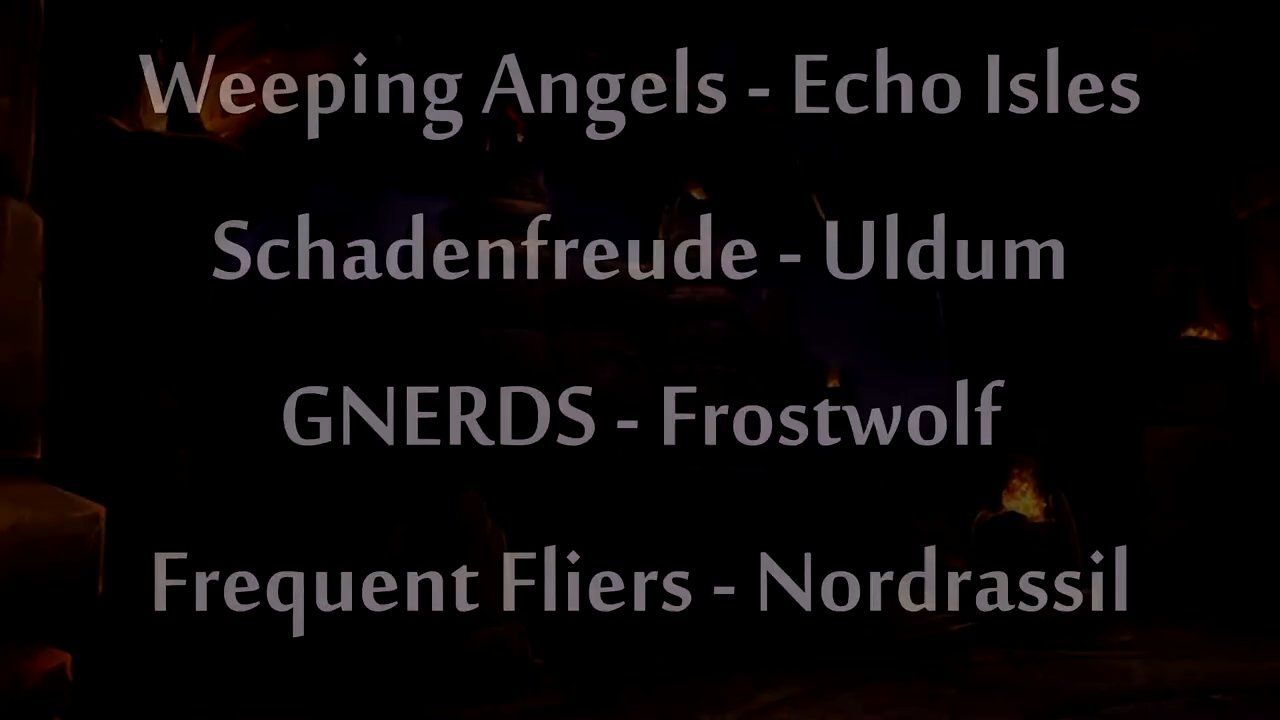 Weeping Angels - Echo Isles
Schadenfreude - Uldum
GNERDS - Frostwolf
Frequent Fliers - Nordrassil